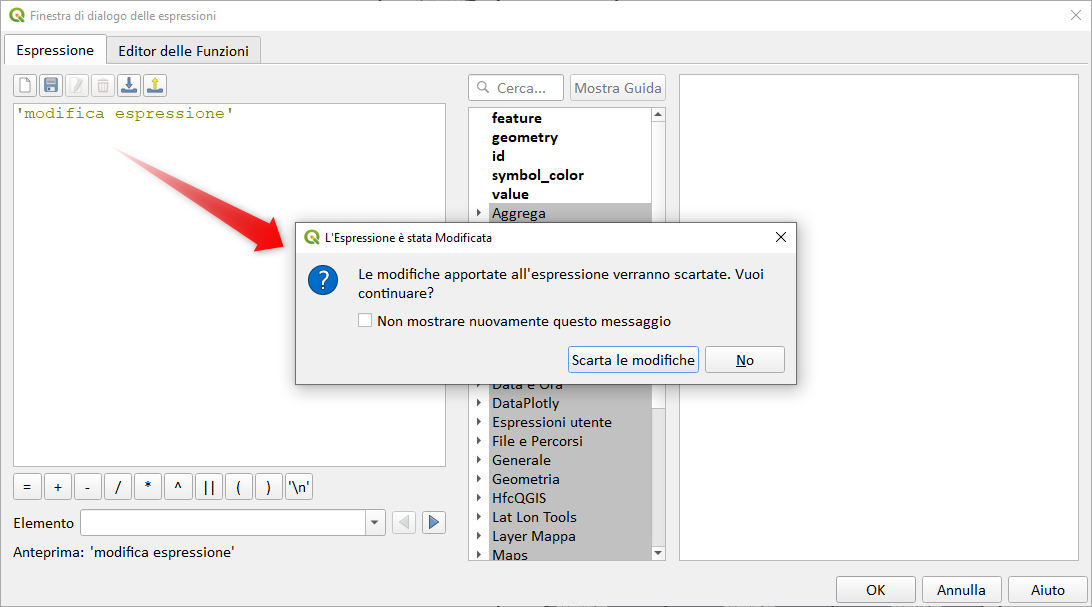 Finestra di dialogo delle espressioni
Espressione
Editor delle Funzioni
Cerca...
Mostra Guida
'modifica espressione'
feature
geometry
id
symbol_color
value
Aggrega
L'Espressione è stata Modificata
Le modifiche apportate all'espressione verranno scartate. Vuoi
continuare?
Non mostrare nuovamente questo messaggio
Scarta le modifiche
No
Data e Ora
DataPlotly
Espressioni utente
File e Percorsi
Generale
Geometria
HfcQGIS
Lat Lon Tools
Layer Mappa
Maps
= + - / * ^ || ( ) '\n'
Elemento
Anteprima: 'modifica espressione'
OK
Annulla
Aiuto